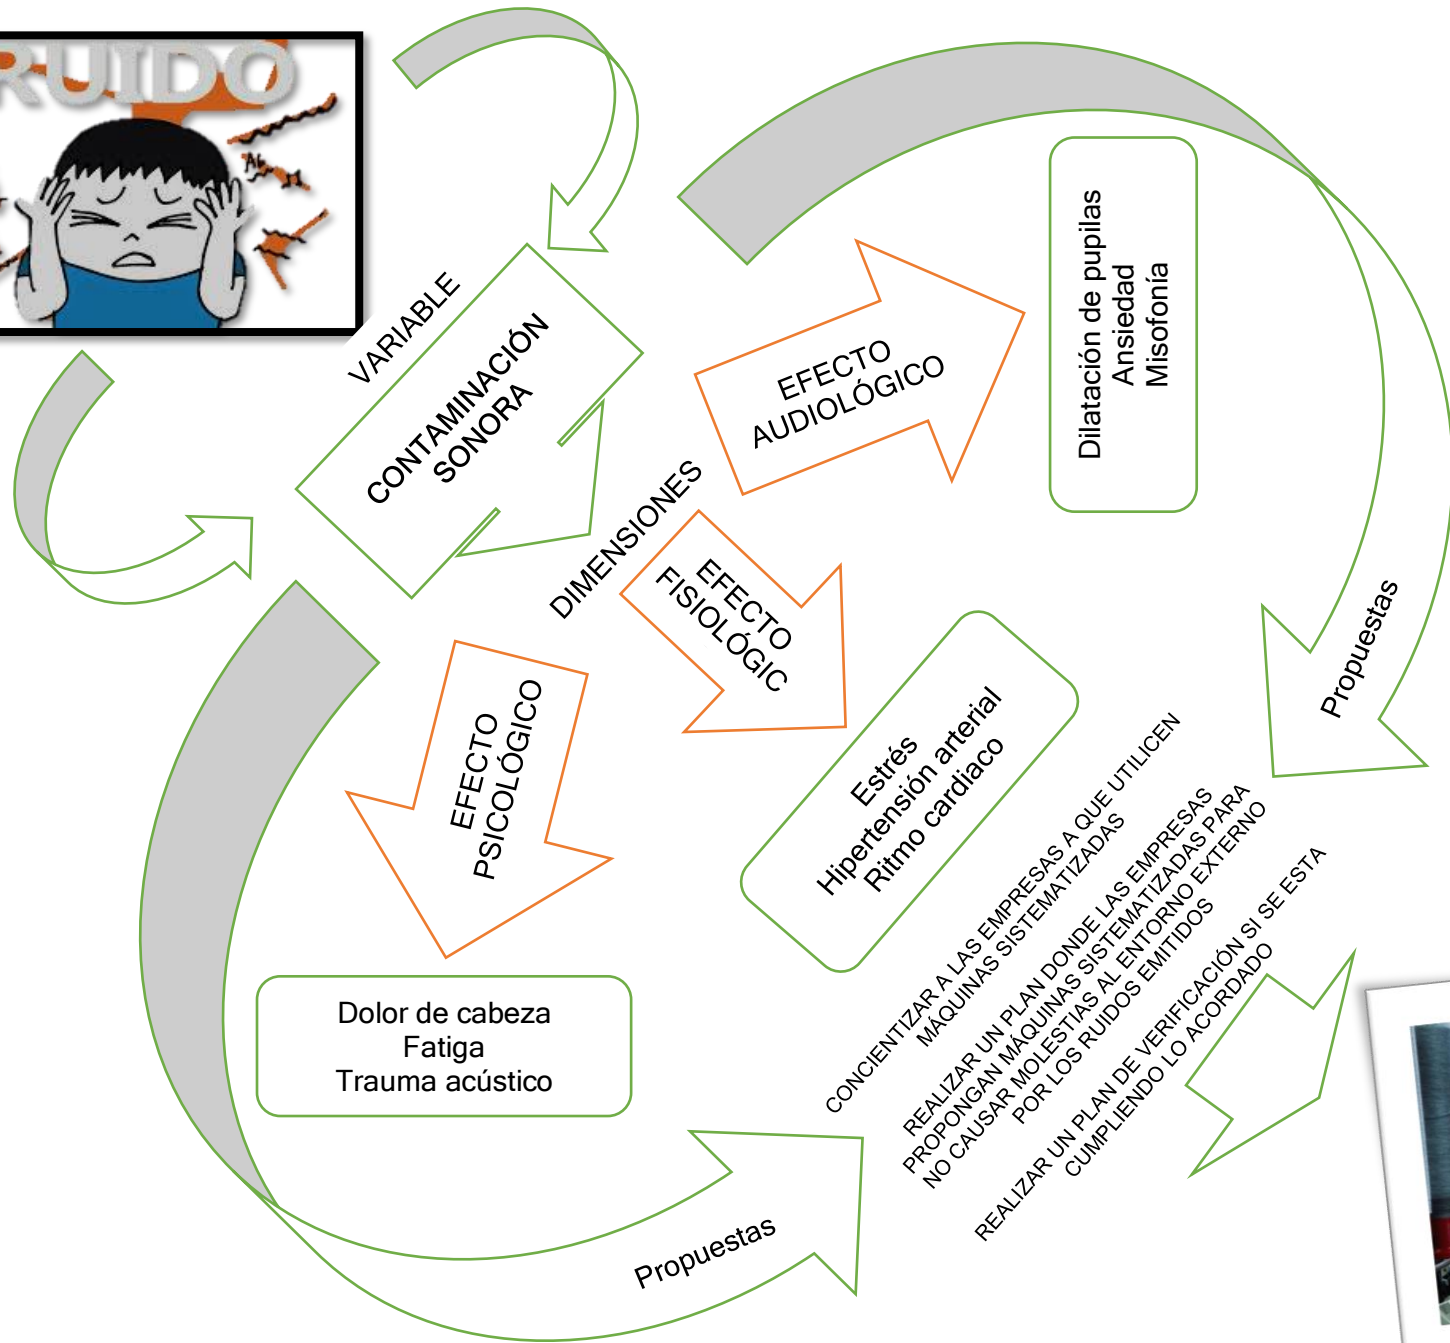 RUIDO
VARIABLE
CONTAMINACIÓN
SONORA
DIMENSIONES
EFECTO
AUDIOLÓGICO
Dilatación de pupilas
Ansiedad
Misofonía
EFECTO
FISIOLÓGIC
Estrés
Hipertensión arterial
Ritmo cardiaco
EFECTO
PSICOLÓGICO
Dolor de cabeza
Fatiga
Trauma acústico
Propuestas
Propuestas
CONCIENTIZAR A LAS EMPRESAS A QUE UTILICEN
MÁQUINAS SISTEMATIZADAS
REALIZAR UN PLAN DONDE LAS EMPRESAS
PROPONGAN MÁQUINAS SISTEMATIZADAS PARA
NO CAUSAR MOLESTIAS AL ENTORNO EXTERNO
POR LOS RUIDOS EMITIDOS
REALIZAR UN PLAN DE VERIFICACIÓN SI SE ESTA
CUMPLIENDO LO ACORDADO